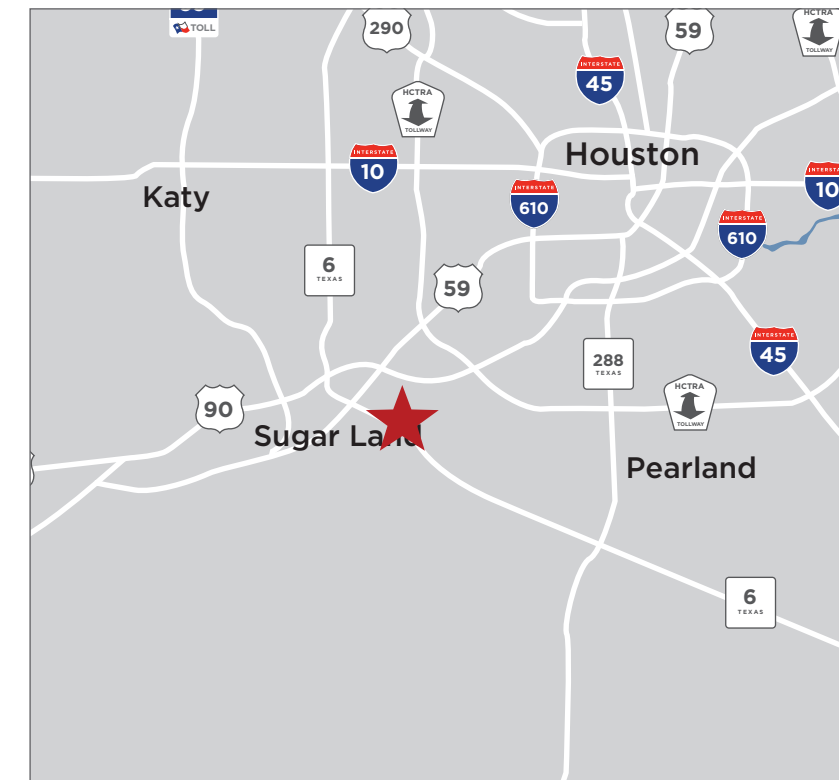 TOLL
290
59
HCTRA
TOLLWAY
INTERSTATE
45
HCTRA
TOLLWAY
Houston
INTERSTATE
10
Katy
INTERSTATE
610
10
INTERSTATE
610
6
TEXAS
59
INTERSTATE
45
288
TEXAS
HCTRA
TOLLWAY
90
Sugar Land
Pearland
6
TEXAS